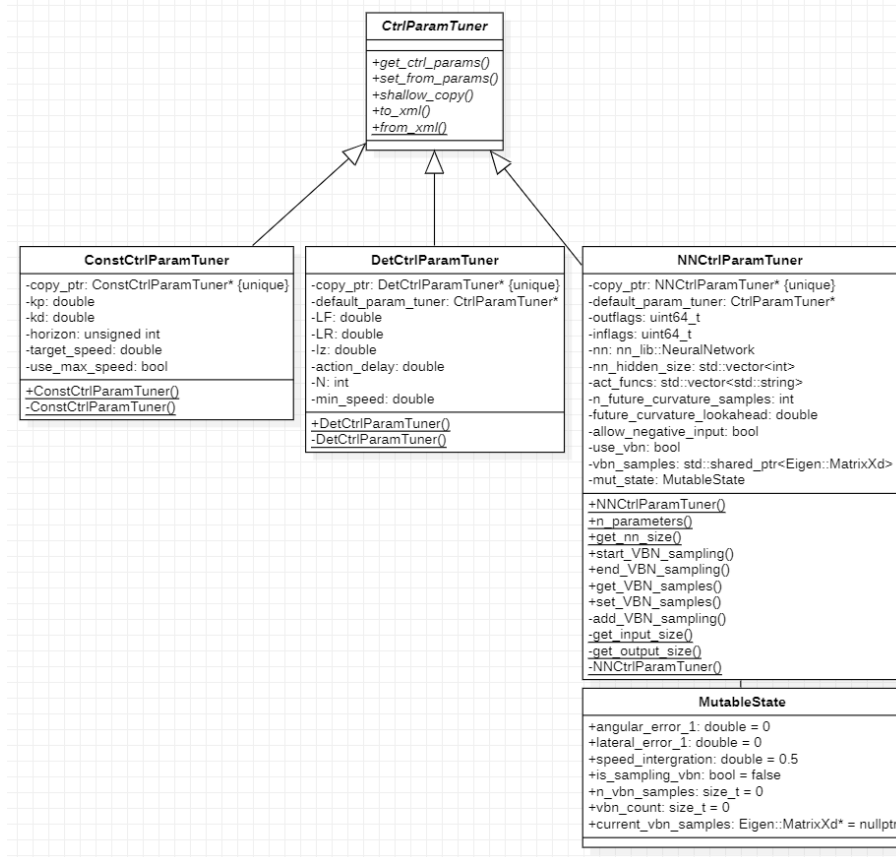 CtrlParamTuner
+get_ctrl_params()
+set_from_params()
+shallow_copy()
+to_xml()
+from_xml()
ConstCtrlParamTuner
-copy_ptr: ConstCtrlParamTuner* {unique}
-kp: double
-kd: double
-horizon: unsigned int
-target_speed: double
-use_max_speed: bool
+ConstCtrlParamTuner()
-ConstCtrlParamTuner()
DetCtrlParamTuner
-copy_ptr: DetCtrlParamTuner* {unique}
-default_param_tuner: CtrlParamTuner*
-LF: double
-LR: double
-Iz: double
-action_delay: double
-N: int
-min_speed: double
+DetCtrlParamTuner()
-DetCtrlParamTuner()
NNCtrlParamTuner
-copy_ptr: NNCtrlParamTuner* {unique}
-default_param_tuner: CtrlParamTuner*
-outflags: uint64_t
-inflags: uint64_t
-nn: nn_lib::NeuralNetwork
-nn_hidden_size: std::vector<int>
-act_funcs: std::vector<std::string>
-n_future_curvature_samples: int
-future_curvature_lookahead: double
-allow_negative_input: bool
-use_vbn: bool
-vbn_samples: std::shared_ptr<Eigen::MatrixXd>
-mut_state: MutableState
+NNCtrlParamTuner()
+n_parameters()
+get_nn_size()
+start_VBN_sampling()
+end_VBN_sampling()
+get_VBN_samples()
+set_VBN_samples()
-add_VBN_sampling()
-get_input_size()
-get_output_size()
-NNCtrlParamTuner()
MutableState
+angular_error_1: double = 0
+lateral_error_1: double = 0
+speed_intergration: double = 0.5
+is_sampling_vbn: bool = false
+n_vbn_samples: size_t = 0
+vbn_count: size_t = 0
+current_vbn_samples: Eigen::MatrixXd* = nullptr